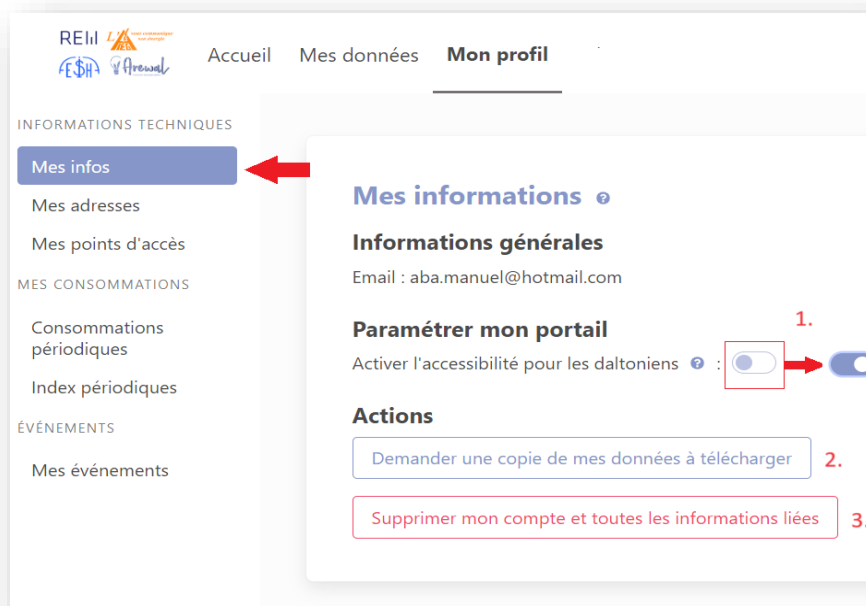 REWI
Accueil Mes données Mon profil
FE$H Arewal
INFORMATIONS TECHNIQUES
Mes infos
Mes adresses
Mes points d'accès
MES CONSOMMATIONS
Consommations
périodiques
Index périodiques
ÉVÉNEMENTS
Mes événements
Mes informations
Informations générales
Email : aba.manuel@hotmail.com
1.
Paramétrer mon portail
Activer l'accessibilité pour les daltoniens :
Actions
Demander une copie de mes données à télécharger 2.
Supprimer mon compte et toutes les informations liées 3.